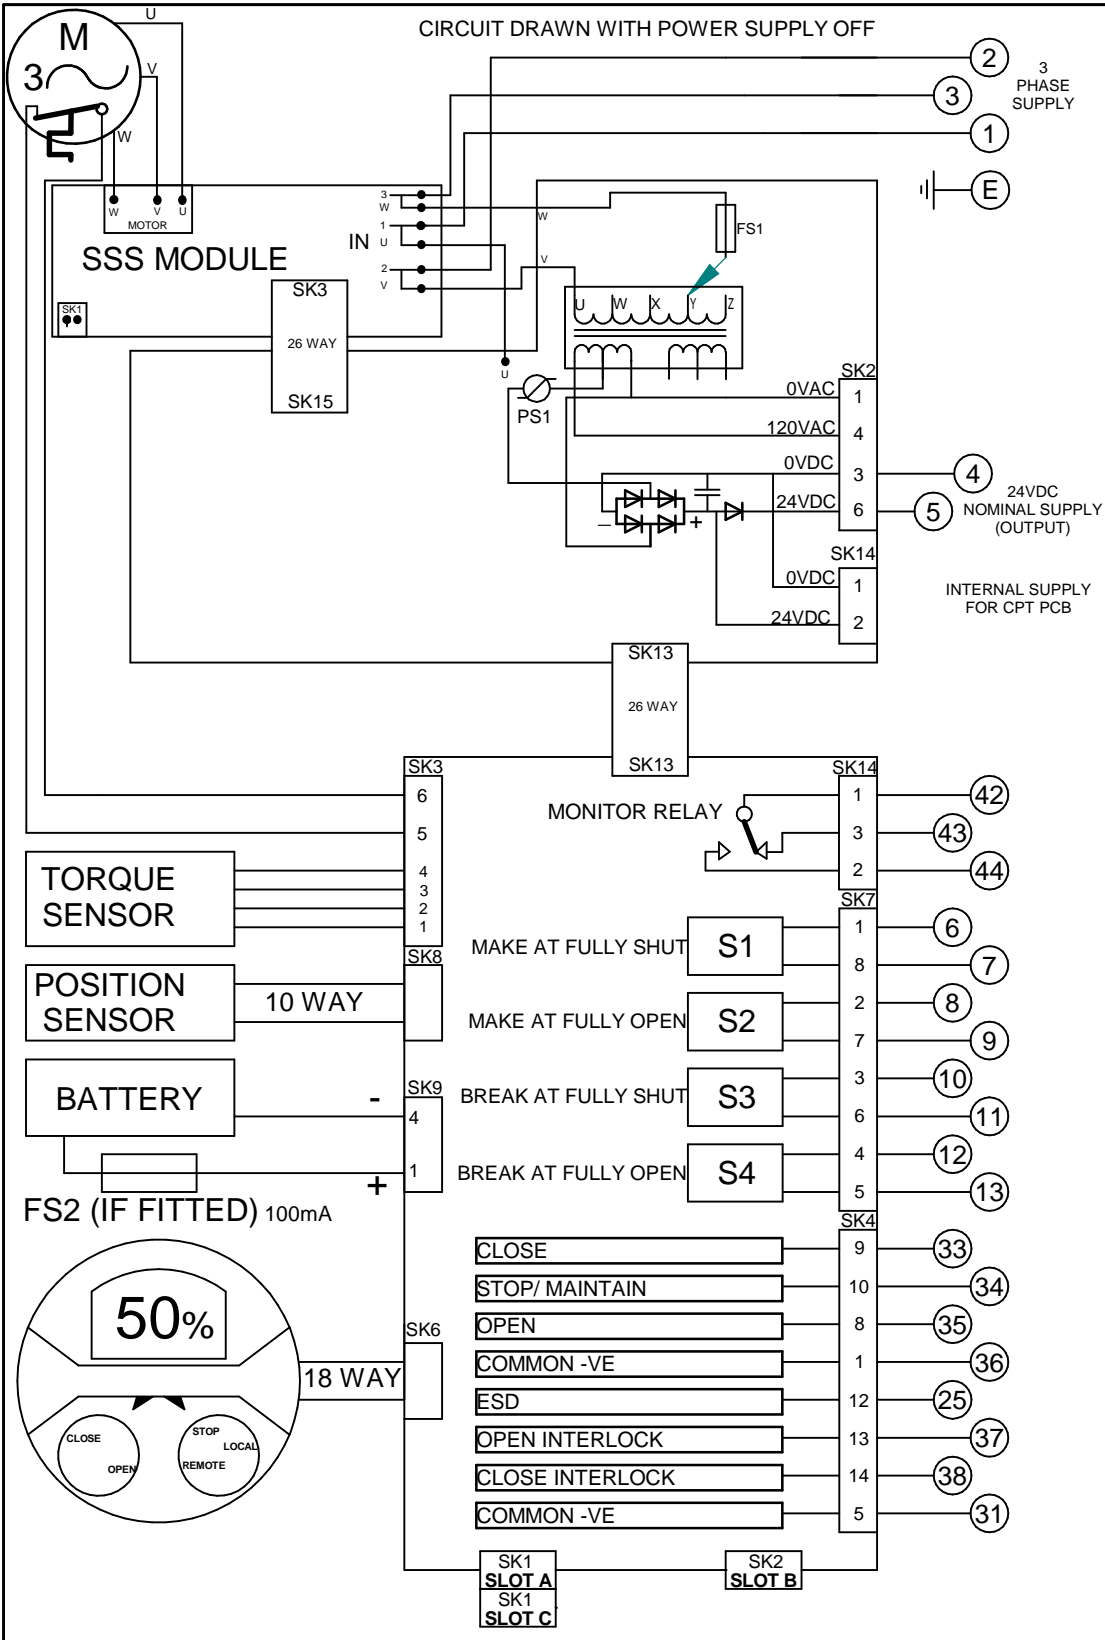 CIRCUIT DRAWN WITH POWER SUPPLY OFF
U
M
3
V
W
2
3
1
E
3
PHASE
SUPPLY
W V U
MOTOR
SSS MODULE
IN
3
W
1
U
2
V
W
V
U
FS1
SK1
SK3
26 WAY
SK15
U W X Y Z
PS1
SK2
0VAC 1
120VAC 4
0VDC 3 4
24VDC 6 5
24VDC
NOMINAL SUPPLY
(OUTPUT)
– +
SK14
0VDC 1
24VDC 2
INTERNAL SUPPLY
FOR CPT PCB
SK13
26 WAY
SK13
SK3
6
5
4
3
2
1
TORQUE
SENSOR
SK8
POSITION
SENSOR
10 WAY
SK9
BATTERY - 4
1
+
FS2 (IF FITTED) 100mA
50%
SK6
18 WAY
CLOSE
OPEN
STOP
LOCAL
REMOTE
SK14
MONITOR RELAY 1 42
3 43
2 44
SK7
MAKE AT FULLY SHUT S1 1 6
8 7
MAKE AT FULLY OPEN S2 2 8
7 9
BREAK AT FULLY SHUT S3 3 10
6 11
BREAK AT FULLY OPEN S4 4 12
5 13
SK4
CLOSE 9 33
STOP/ MAINTAIN 10 34
OPEN 8 35
COMMON -VE 1 36
ESD 12 25
OPEN INTERLOCK 13 37
CLOSE INTERLOCK 14 38
COMMON -VE 5 31
SK1
SLOT A
SK1
SLOT C
SK2
SLOT B